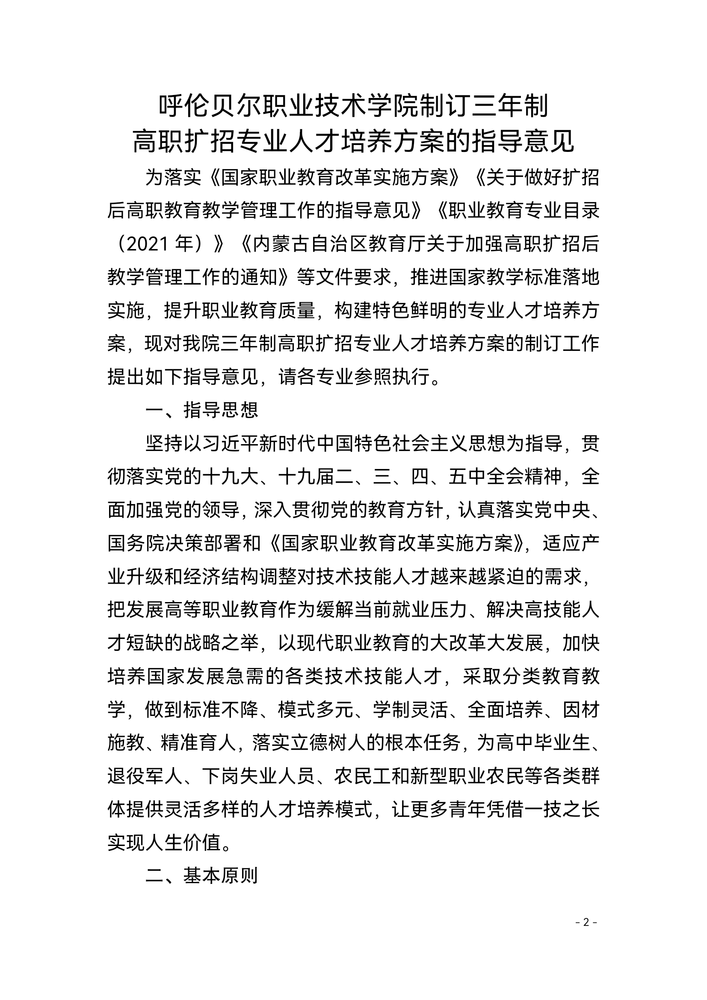 呼伦贝尔职业技术学院制订三年制
高职扩招专业人才培养方案的指导意见
为落实《国家职业教育改革实施方案》《关于做好扩招
后高职教育教学管理工作的指导意见》《职业教育专业目录
（2021 年）》《内蒙古自治区教育厅关于加强高职扩招后
教学管理工作的通知》等文件要求，推进国家教学标准落地
实施，提升职业教育质量，构建特色鲜明的专业人才培养方
案，现对我院三年制高职扩招专业人才培养方案的制订工作
提出如下指导意见，请各专业参照执行。
一、指导思想
坚持以习近平新时代中国特色社会主义思想为指导，贯
彻落实党的十九大、十九届二、三、四、五中全会精神，全
面加强党的领导，深入贯彻党的教育方针，认真落实党中央、
国务院决策部署和《国家职业教育改革实施方案》，适应产
业升级和经济结构调整对技术技能人才越来越紧迫的需求，
把发展高等职业教育作为缓解当前就业压力、解决高技能人
才短缺的战略之举，以现代职业教育的大改革大发展，加快
培养国家发展急需的各类技术技能人才，采取分类教育教
学，做到标准不降、模式多元、学制灵活、全面培养、因材
施教、精准育人，落实立德树人的根本任务，为高中毕业生、
退役军人、下岗失业人员、农民工和新型职业农民等各类群
体提供灵活多样的人才培养模式，让更多青年凭借一技之长
实现人生价值。
二、基本原则
- 2 -